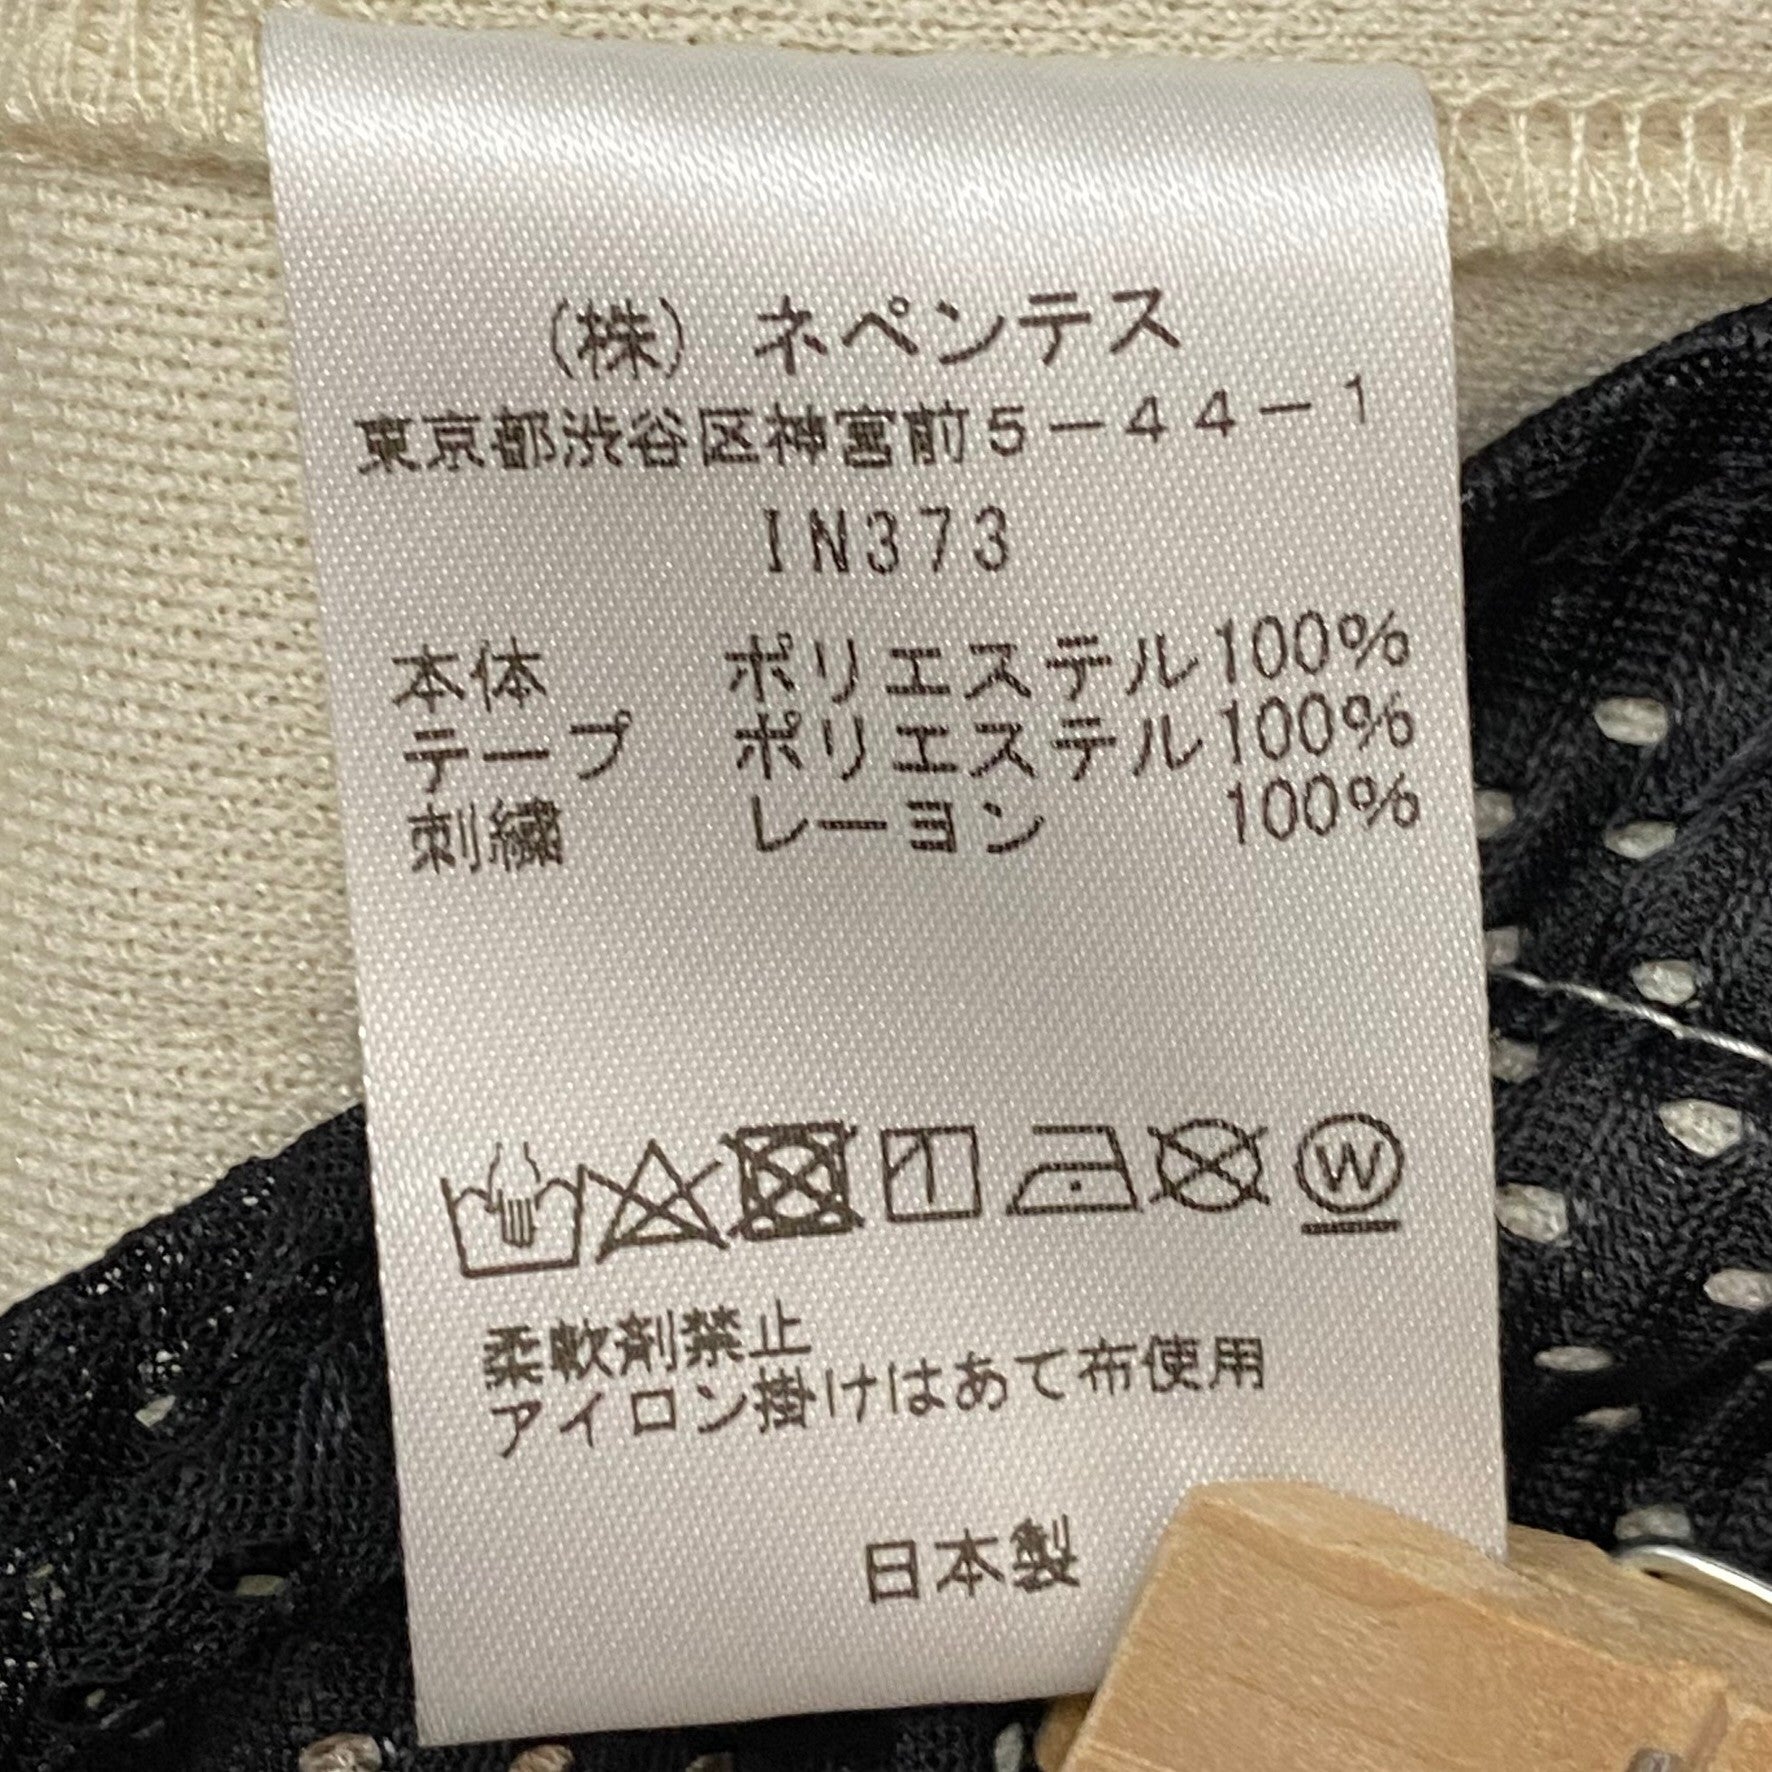 (株) ネペンテス
東京都渋谷区神宮前5-44-1
IN373
本体 ポリエステル100%
テープ ポリエステル100%
刺繍 レーヨン 100%
W
柔軟剤禁止
アイロン掛けはあて布使用
日本製